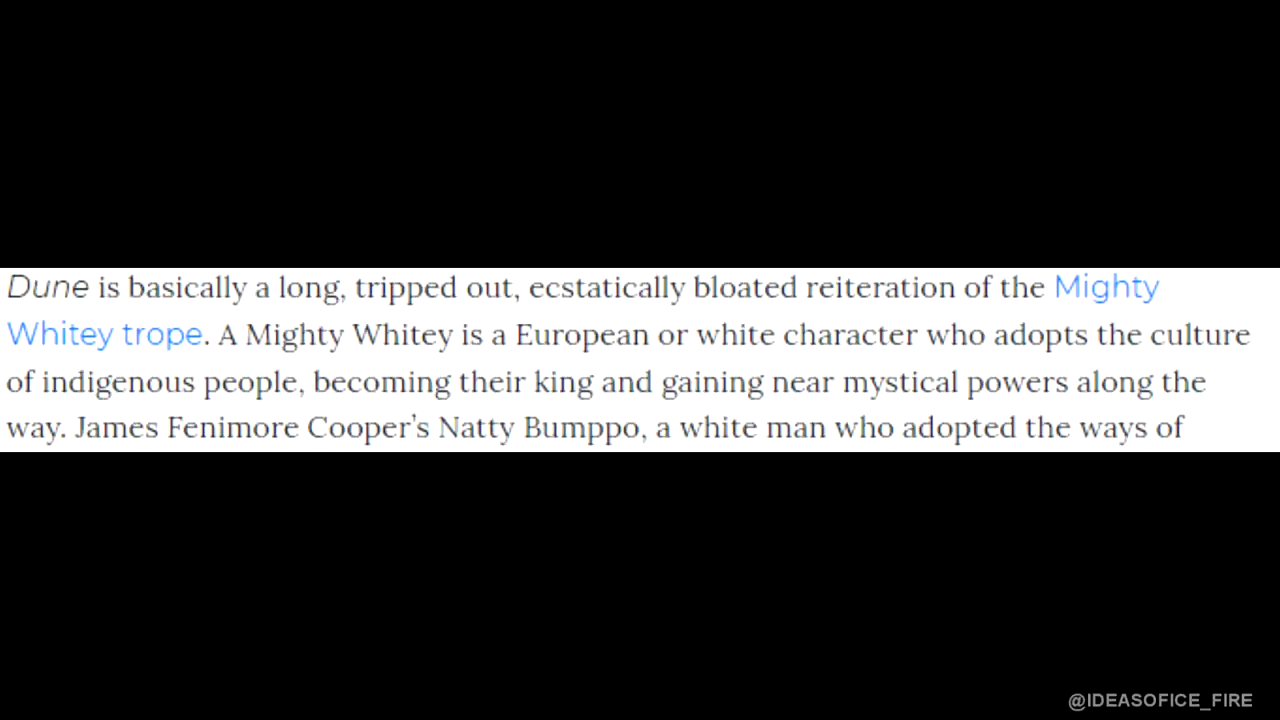 Dune is basically a long, tripped out, ecstatically bloated reiteration of the Mighty
Whitey trope. A Mighty Whitey is a European or white character who adopts the culture
of indigenous people, becoming their king and gaining near mystical powers along the
way. James Fenimore Cooper's Natty Bumppo, a white man who adopted the ways of
@IDEASOFICE_FIRE